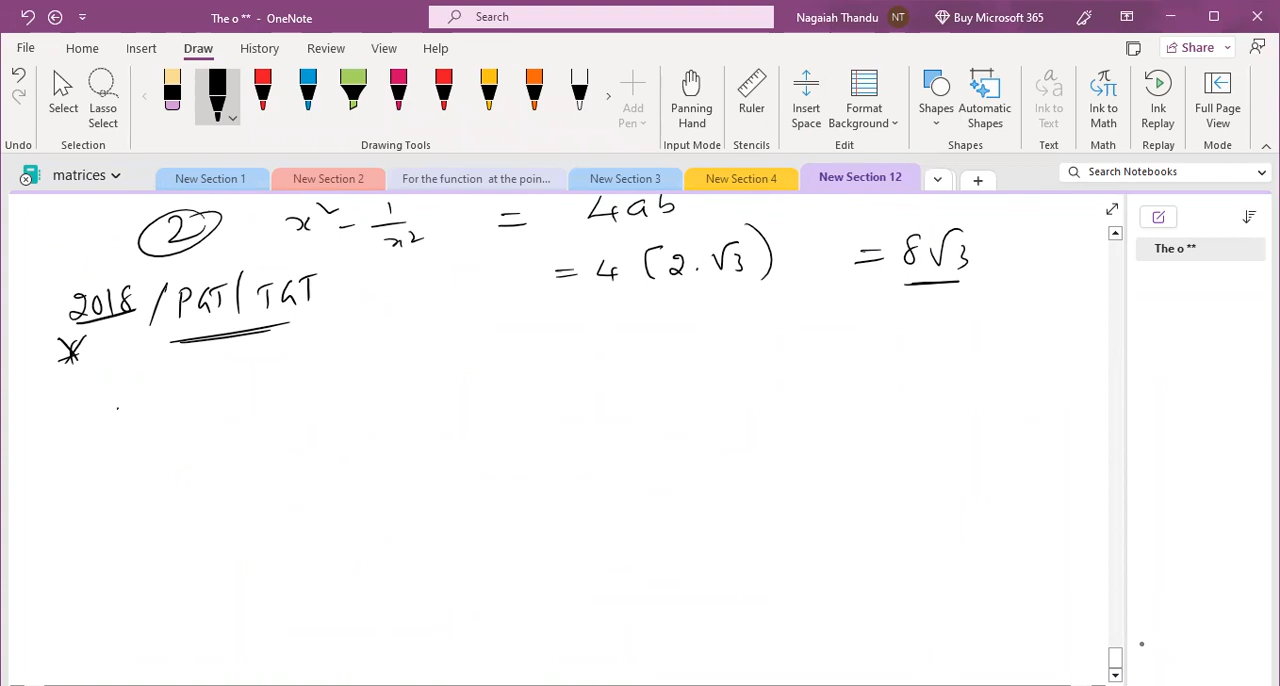 The o ** - OneNote
Search
Nagaiah Thandu NT
Buy Microsoft 365
File Home Insert Draw History Review View Help
Share
Select
Lasso Select
Add Pen
Panning Hand
Ruler
Insert Space
Format Background
Shapes
Automatic Shapes
Ink to Text
Ink to Math
Ink Replay
Full Page View
Undo Selection Drawing Tools Input Mode Stencils Edit Shapes Text Math Replay Mode
matrices New Section 1 New Section 2 For the function at the poin... New Section 3 New Section 4 New Section 12 + Search Notebooks
The o **
② x² - 1/x² = 4ab
= 4 (2.√3) = 8√3
2018 / PGT / TGT
*